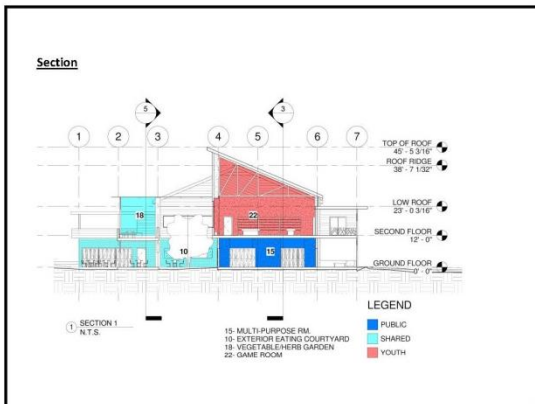 Section
5
3
1
2
3
4
5
6
7
TOP OF ROOF
45' - 5 3/16"
ROOF RIDGE
38' - 7 1/32"
LOW ROOF
23' - 0 3/16"
SECOND FLOOR
12' - 0"
GROUND FLOOR
0' - 0"
18
22
10
15
LEGEND
PUBLIC
SHARED
YOUTH
1 SECTION 1
N.T.S.
15- MULTI-PURPOSE RM.
10- EXTERIOR EATING COURTYARD
18- VEGETABLE/HERB GARDEN
22- GAME ROOM